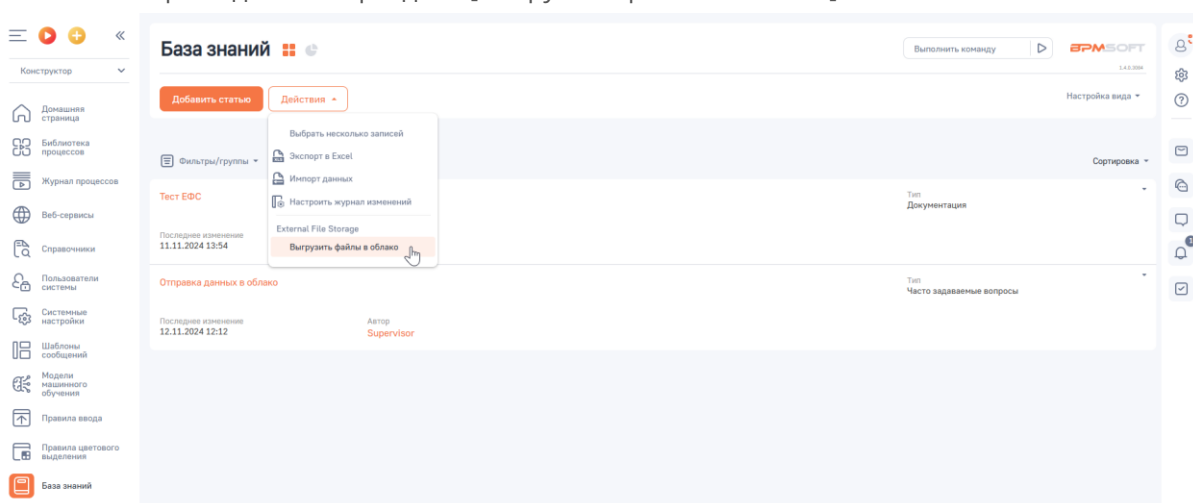 База знаний
Выполнить команду
BPMSOFT
Конструктор
Добавить статью
Действия
Настройка вида
Домашняя
страница
Выбрать несколько записей
Библиотека
процессов
Фильтры/группы
Экспорт в Excel
Сортировка
Импорт данных
Журнал процессов
Тест ЕФС
Настроить журнал изменений
Тип
Документация
Веб-сервисы
External File Storage
Последнее изменение
11.11.2024 13:54
Выгрузить файлы в облако
Справочники
Пользователи
системы
Отправка данных в облако
Тип
Часто задаваемые вопросы
Системные
настройки
Последнее изменение
12.11.2024 12:12
Автор
Supervisor
Шаблоны
сообщений
Модели
машинного
обучения
Правила ввода
Правила цветового
выделения
База знаний